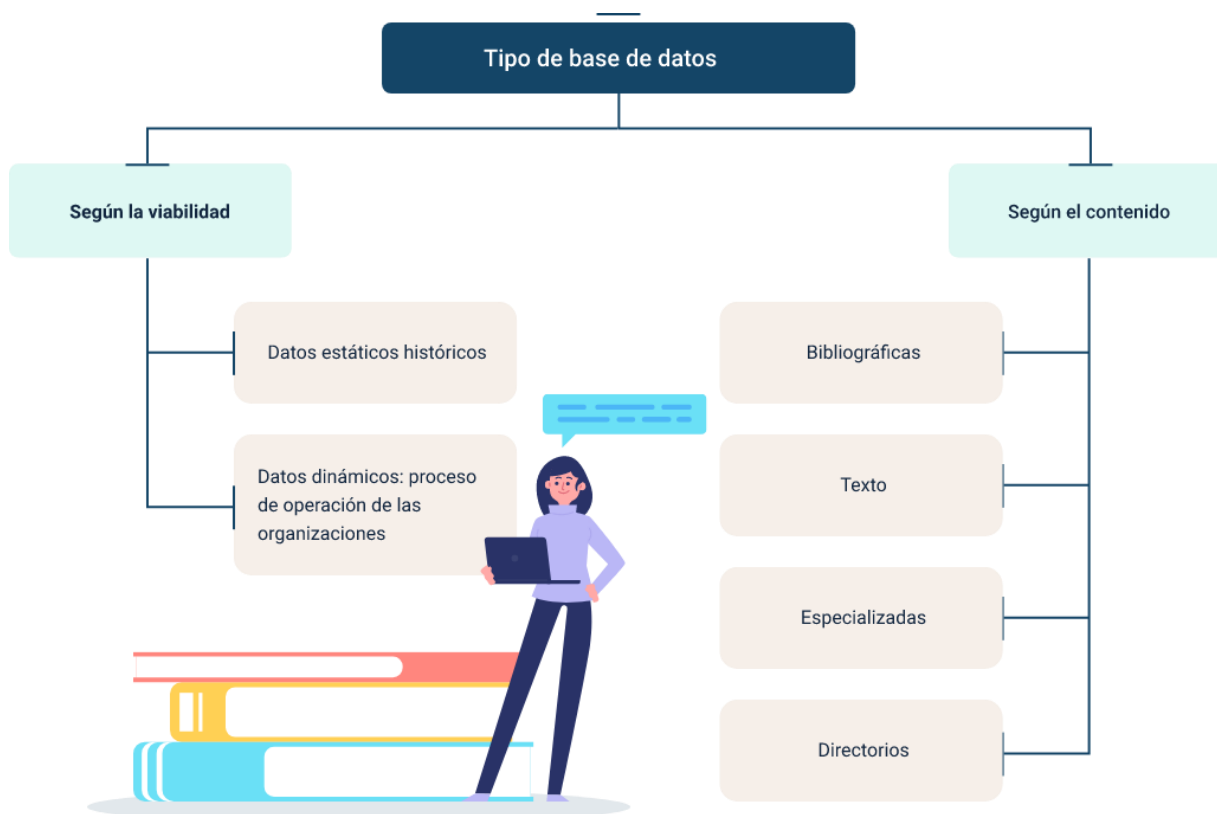 Tipo de base de datos
Según la viabilidad
Según el contenido
Datos estáticos históricos
Datos dinámicos: proceso
de operación de las
organizaciones
Bibliográficas
Texto
Especializadas
Directorios